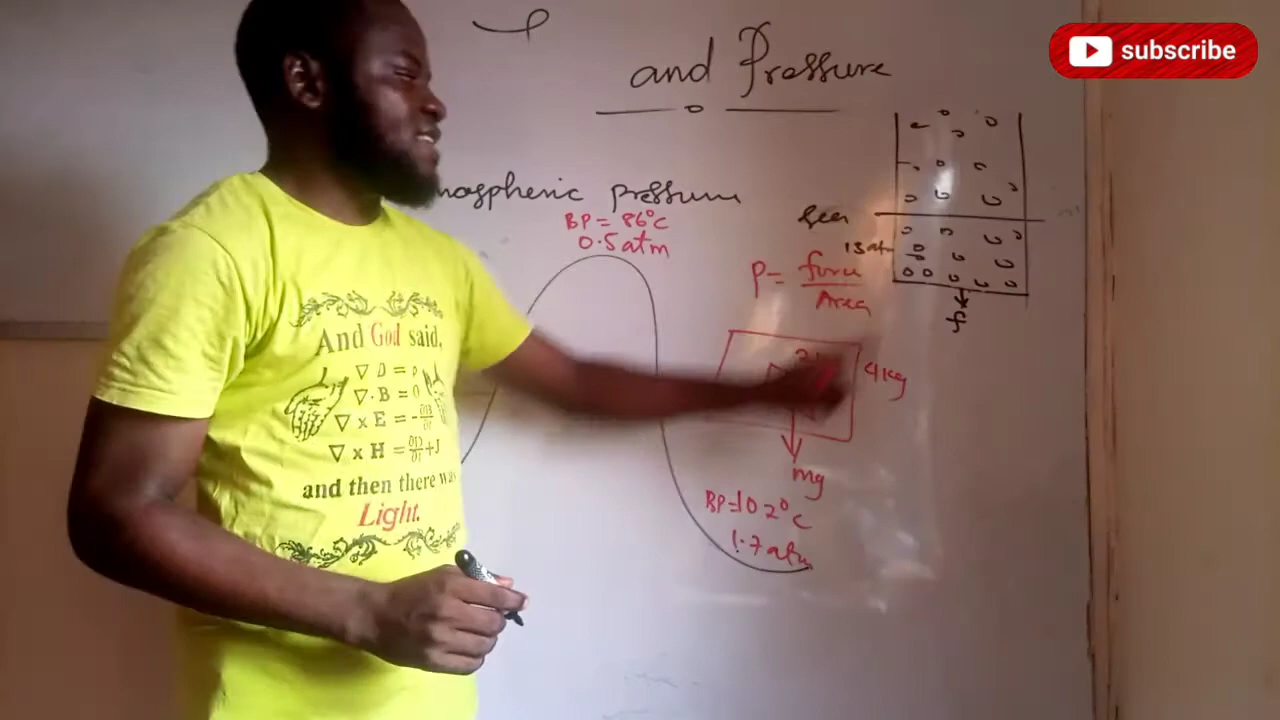 subscribe
and Pressure
mospheric pressure
BP = 86°C
0.5 atm
P = force
Area
4kg
mg
BP=102°C
1.7 atm
And God said,
∇ · B = 0
∇ x E = -∂B/∂t
∇ x H = ∂D/∂t + J
and then there was
Light.